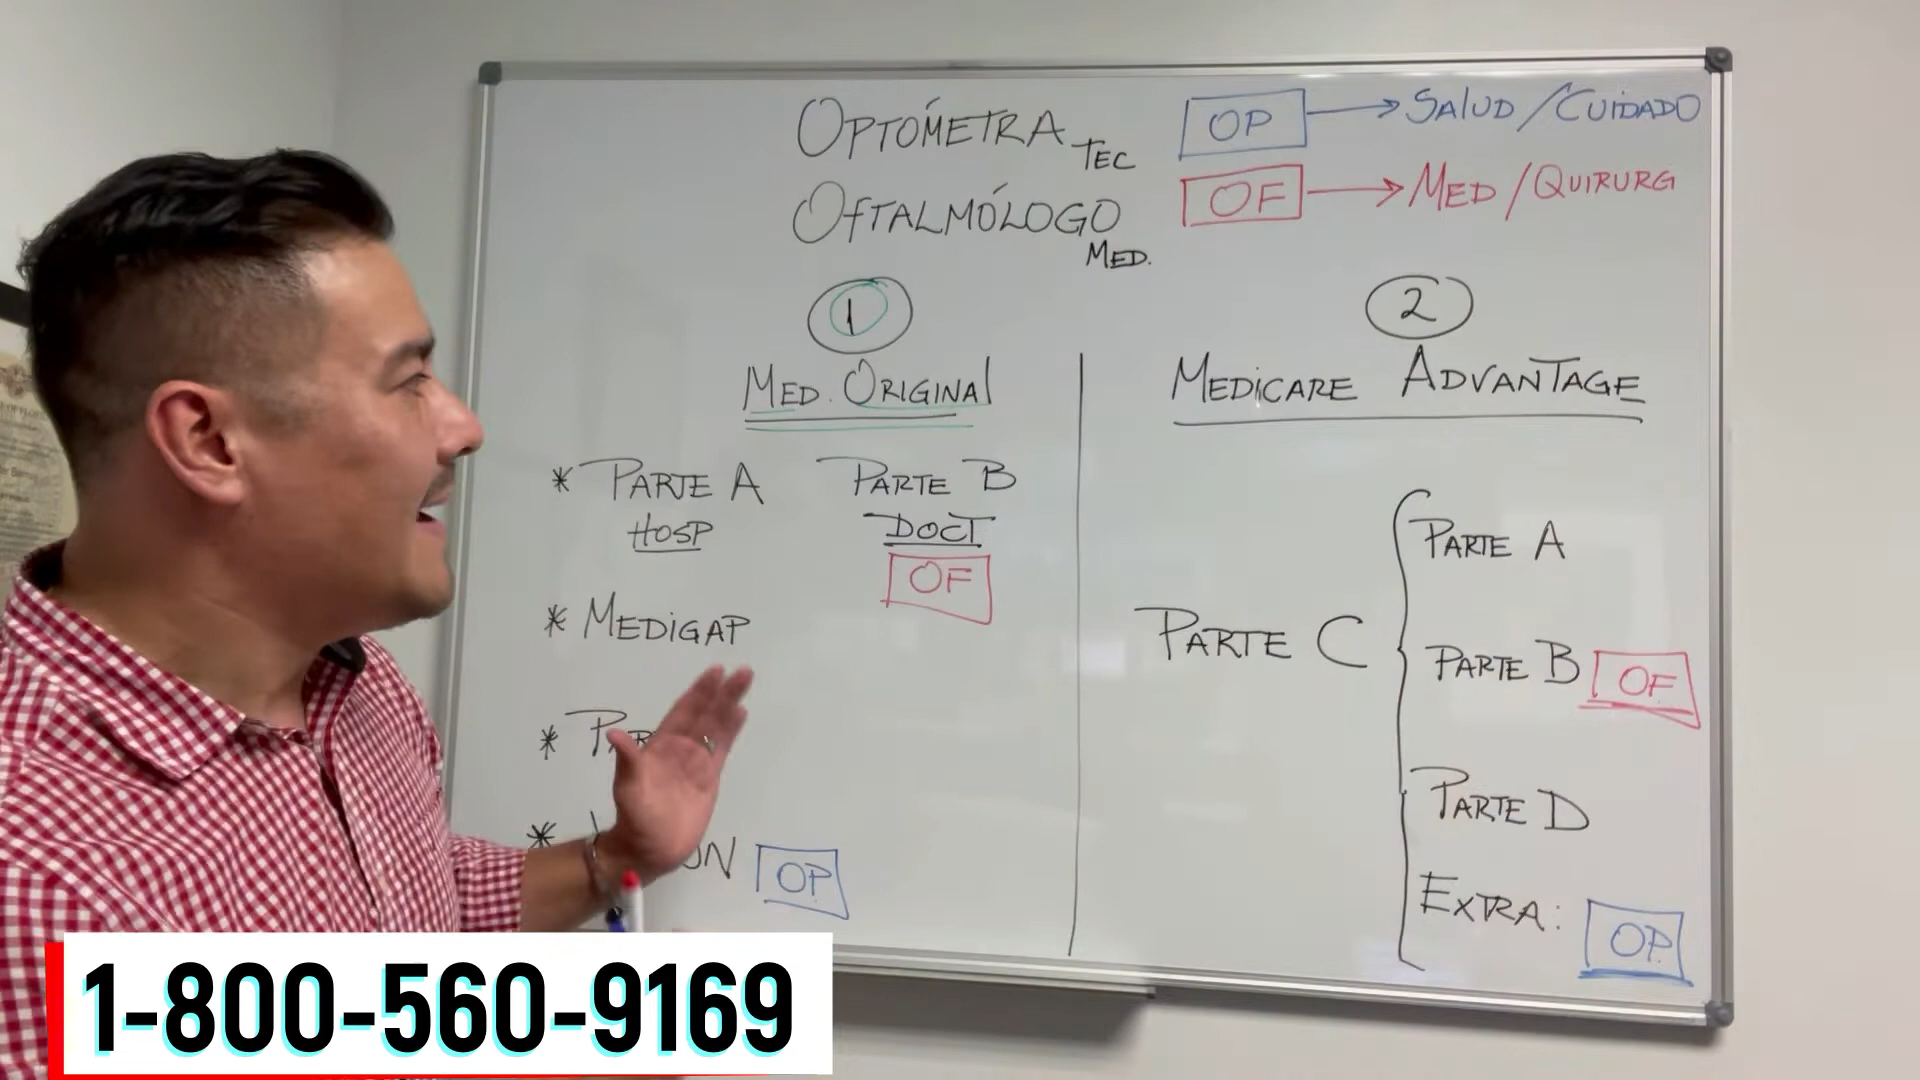 OPTÓMETRA TEC
OP → SALUD / CUIDADO
OFTALMÓLOGO MED.
OF → MED / QUIRURG
1
MED. ORIGINAL
* PARTE A
HOSP
PARTE B
DOCT
OF
* MEDIGAP
*
*
OP
2
MEDICARE ADVANTAGE
PARTE C
PARTE A
PARTE B OF
PARTE D
EXTRA: OP.
1-800-560-9169